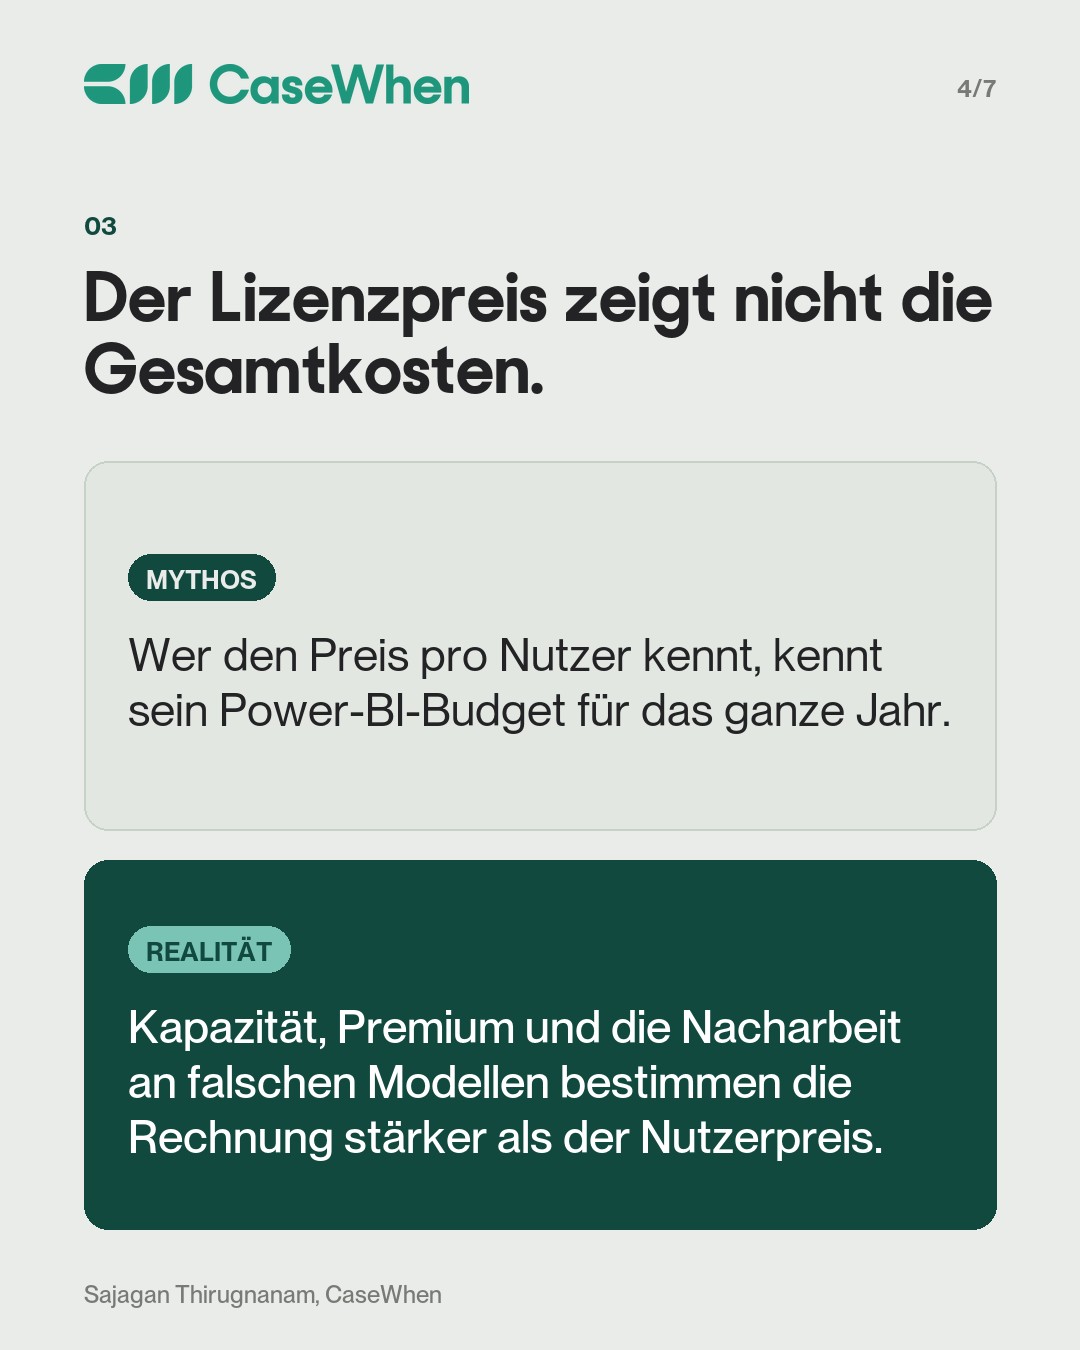 CaseWhen
4/7
03
Der Lizenzpreis zeigt nicht die
Gesamtkosten.
MYTHOS
Wer den Preis pro Nutzer kennt, kennt
sein Power-BI-Budget für das ganze Jahr.
REALITÄT
Kapazität, Premium und die Nacharbeit
an falschen Modellen bestimmen die
Rechnung stärker als der Nutzerpreis.
Sajagan Thirugnanam, CaseWhen